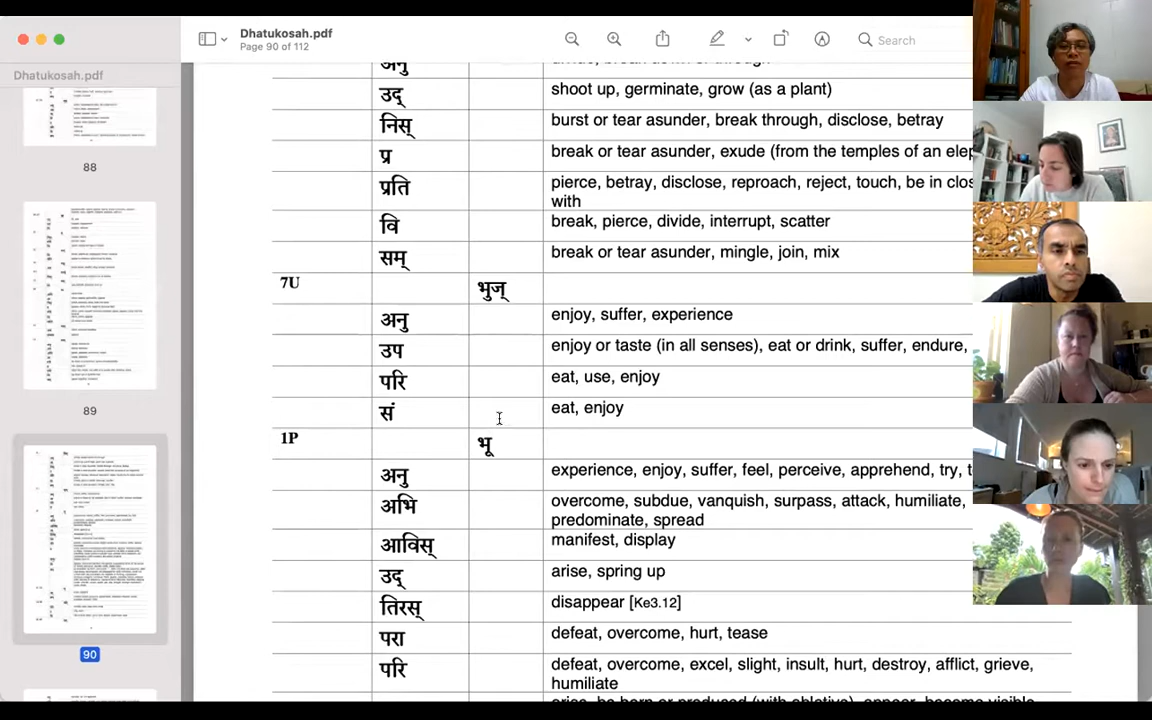 Dhatukosah.pdf
Page 90 of 112
Search
Dhatukosah.pdf
88
89
90
अनु
उद् shoot up, germinate, grow (as a plant)
निस् burst or tear asunder, break through, disclose, betray
प्र break or tear asunder, exude (from the temples of an
प्रति pierce, betray, disclose, reproach, reject, touch, be in
with
वि break, pierce, divide, interrupt, scatter
सम् break or tear asunder, mingle, join, mix
7U भुज्
अनु enjoy, suffer, experience
उप enjoy or taste (in all senses), eat or drink, suffer, endure,
परि eat, use, enjoy
सं eat, enjoy
1P भू
अनु experience, enjoy, suffer, feel, perceive, apprehend, try,
अभि overcome, subdue, vanquish, surpass, attack, humiliate,
predominate, spread
आविस् manifest, display
उद् arise, spring up
तिरस् disappear [Ke3.12]
परा defeat, overcome, hurt, tease
परि defeat, overcome, excel, slight, insult, hurt, destroy, afflict, grieve,
humiliate